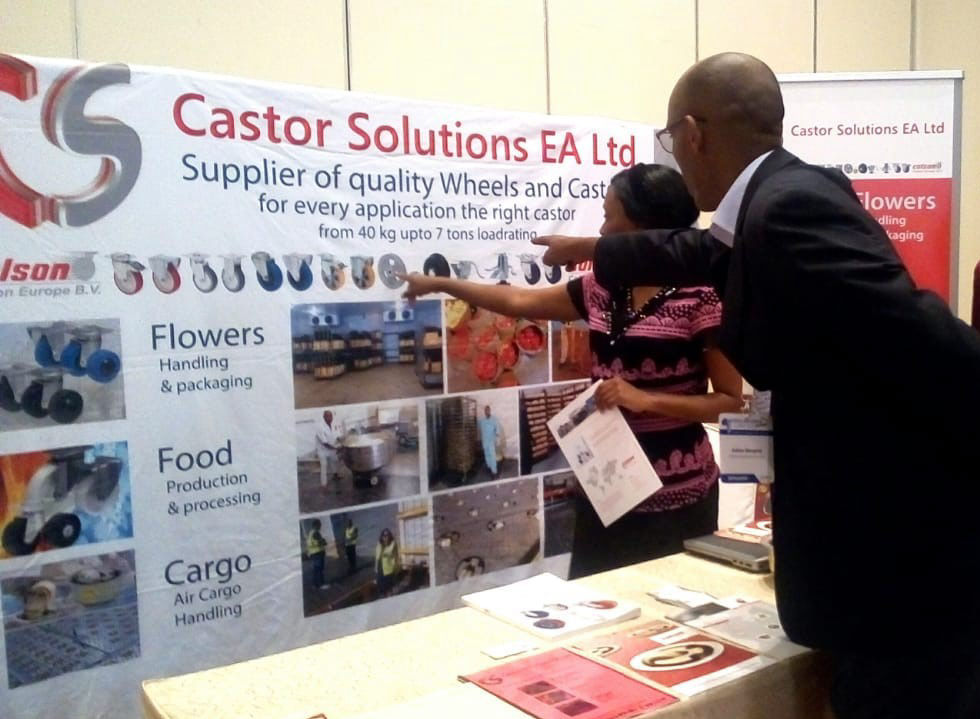 CS
Castor Solutions EA Ltd
Supplier of quality Wheels and Cast
for every application the right castor
from 40 kg upto 7 tons loadrating
lson
on Europe B.V.
Flowers
Handling
& packaging
Food
Production
& processing
Cargo
Air Cargo
Handling
Castor Solutions EA Ltd
Flowers
dling
kaging